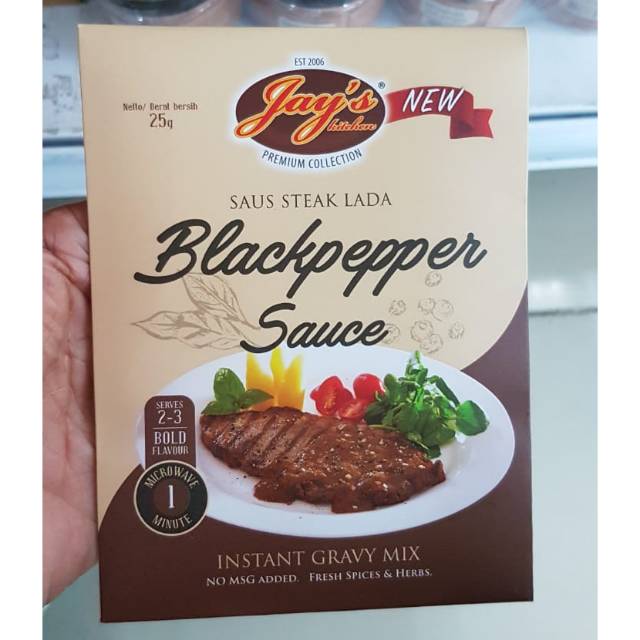 EST 2006
Jay's
kitchen
®
NEW
PREMIUM COLLECTION
Netto/ Berat bersih
25g
SAUS STEAK LADA
Blackpepper
Sauce
SERVES
2-3
BOLD
FLAVOUR
MICROWAVE
1
MINUTE
INSTANT GRAVY MIX
NO MSG ADDED. FRESH SPICES & HERBS.